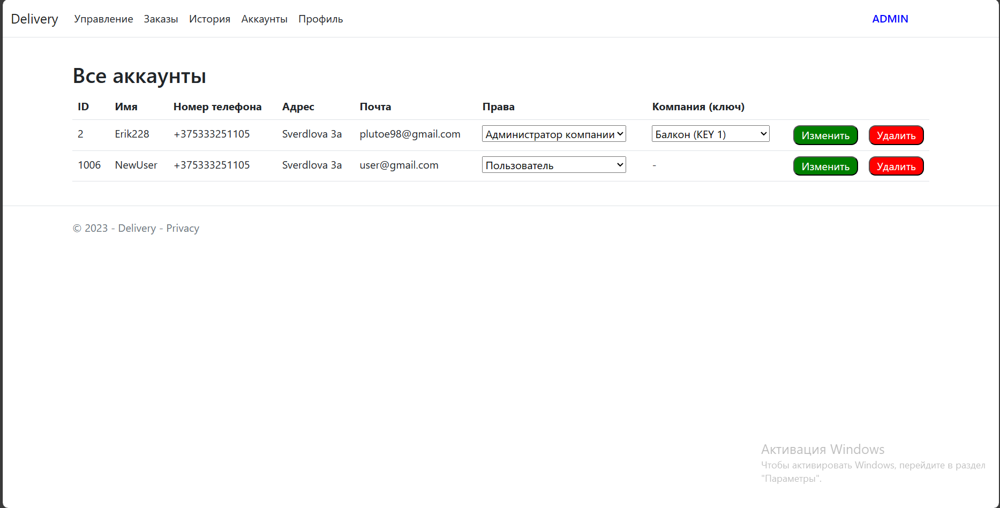 Delivery Управление Заказы История Аккаунты Профиль ADMIN
Все аккаунты
ID Имя Номер телефона Адрес Почта Права Компания (ключ)
2 Erik228 +375333251105 Sverdlova 3a plutoe98@gmail.com Администратор компании Балкон (KEY 1) Изменить Удалить
1006 NewUser +375333251105 Sverdlova 3a user@gmail.com Пользователь - Изменить Удалить
© 2023 - Delivery - Privacy
Активация Windows
Чтобы активировать Windows, перейдите в раздел
"Параметры".